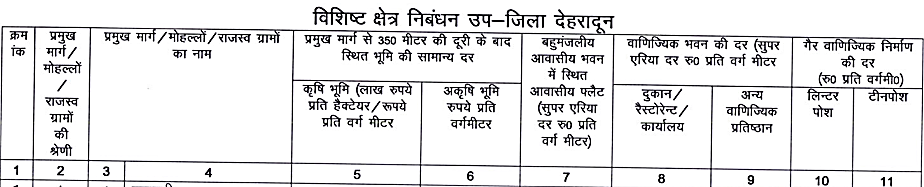 विशिष्ट क्षेत्र निबंधन उप–जिला देहरादून
क्रम
ांक
प्रमुख
मार्ग/
मोहल्लों
/
राजस्व
ग्रामों
की
श्रेणी
प्रमुख मार्ग/मोहल्लों/राजस्व ग्रामों
का नाम
प्रमुख मार्ग से 350 मीटर की दूरी के बाद
स्थित भूमि की सामान्य दर
कृषि भूमि (लाख रुपये
प्रति हैक्टेयर/रूपये
प्रति वर्ग मीटर
अकृषि भूमि
रुपये प्रति
वर्गमीटर
बहुमंजलीय
आवासीय भवन
में स्थित
आवासीय फ्लैट
(सुपर एरिया
दर रु0 प्रति
वर्ग मीटर)
वाणिज्यिक भवन की दर (सुपर
एरिया दर रु0 प्रति वर्ग मीटर
दुकान/
रैस्टोरेन्ट/
कार्यालय
अन्य
वाणिज्यिक
प्रतिष्ठान
गैर वाणिज्यिक निर्माण
की दर
(रु0 प्रति वर्गमी0)
लिन्टर
पोश
टीनपोश
1 2 3 4 5 6 7 8 9 10 11